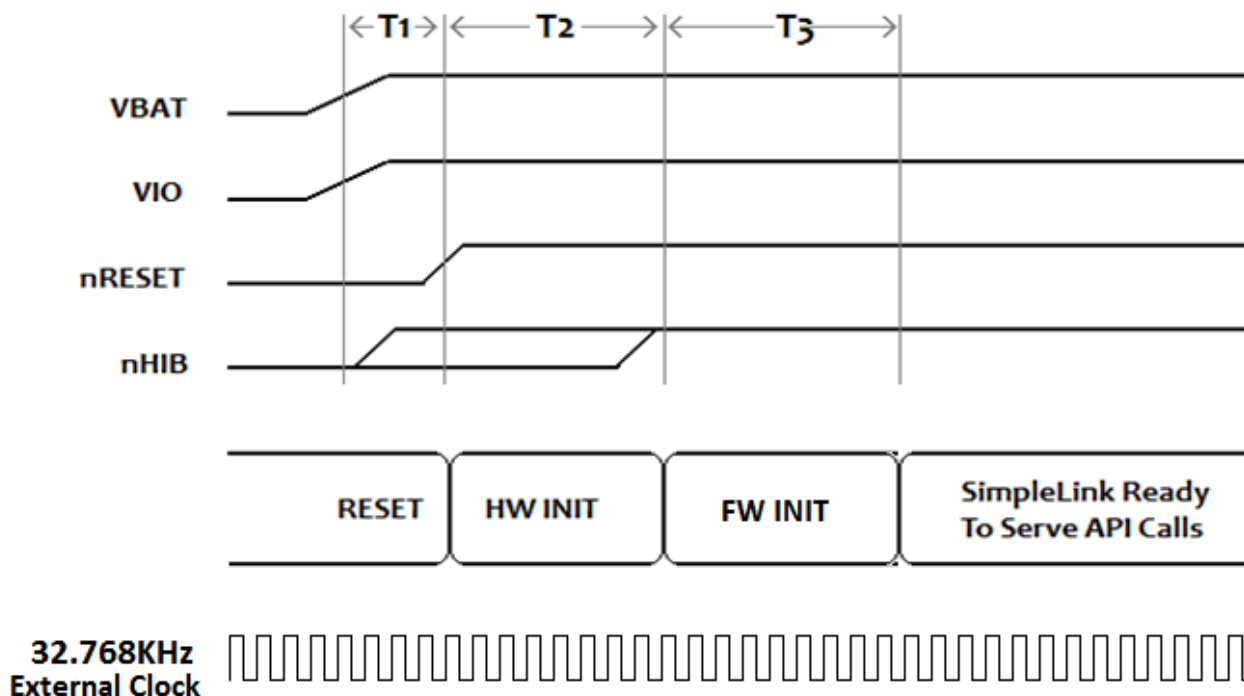 T1 T2 T3
VBAT
VIO
nRESET
nHIB
RESET HW INIT FW INIT SimpleLink Ready
To Serve API Calls
32.768KHz
External Clock